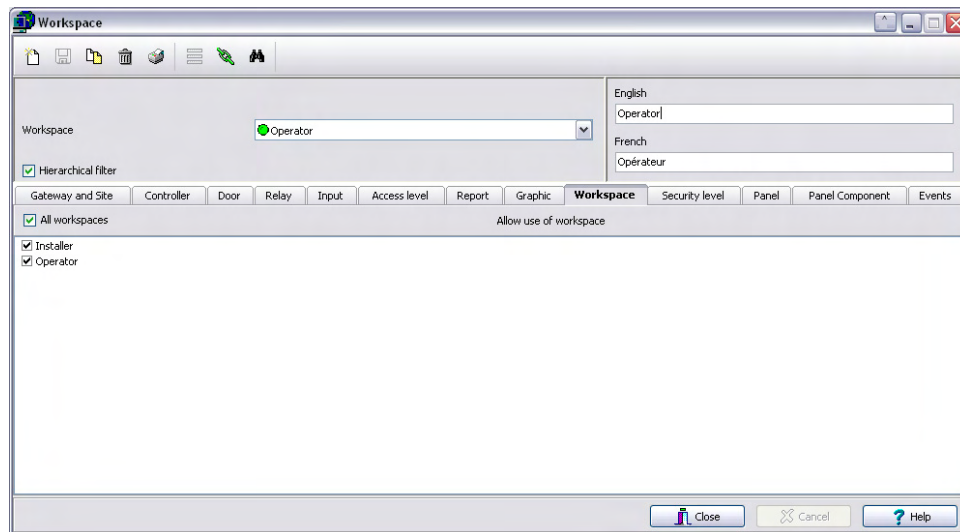 Workspace
English
Operator
Workspace
Operator
French
Opérateur
Hierarchical filter
Gateway and Site Controller Door Relay Input Access level Report Graphic Workspace Security level Panel Panel Component Events
All workspaces Allow use of workspace
Installer
Operator
Close Cancel Help